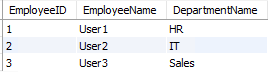 EmployeeID EmployeeName DepartmentName
1 User1 HR
2 User2 IT
3 User3 Sales